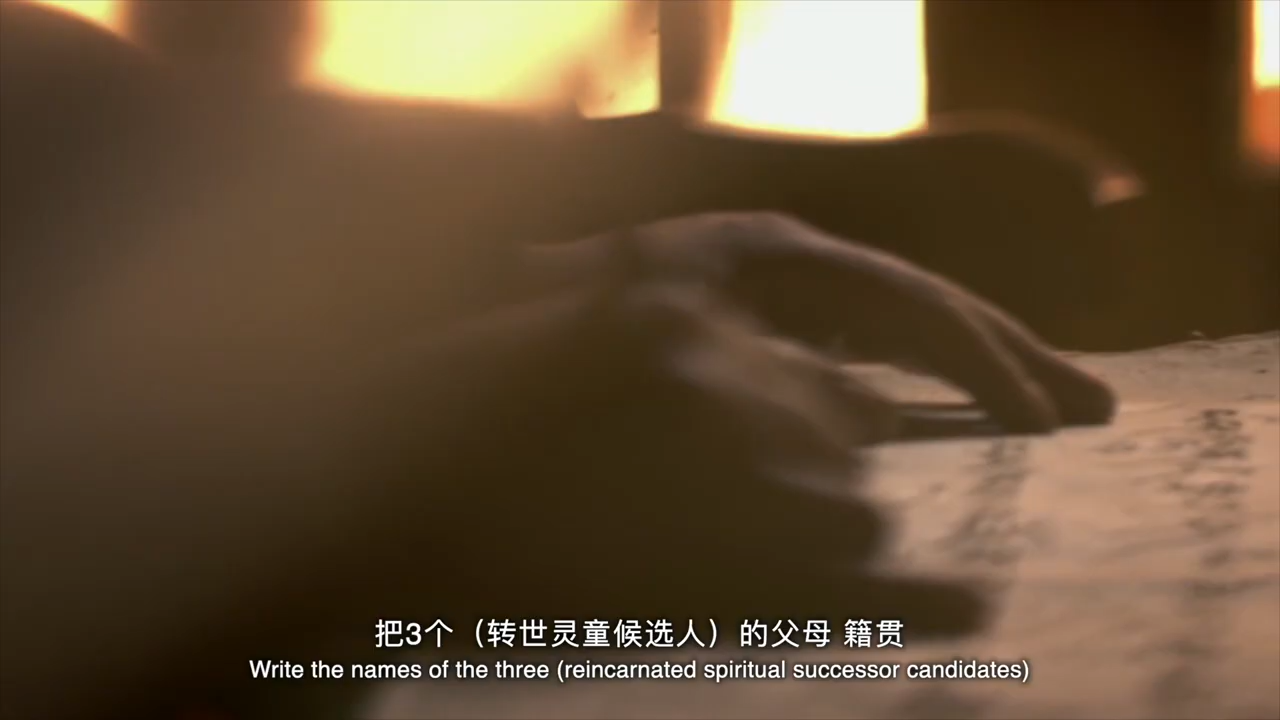 把3个（转世灵童候选人）的父母 籍贯
Write the names of the three (reincarnated spiritual successor candidates)